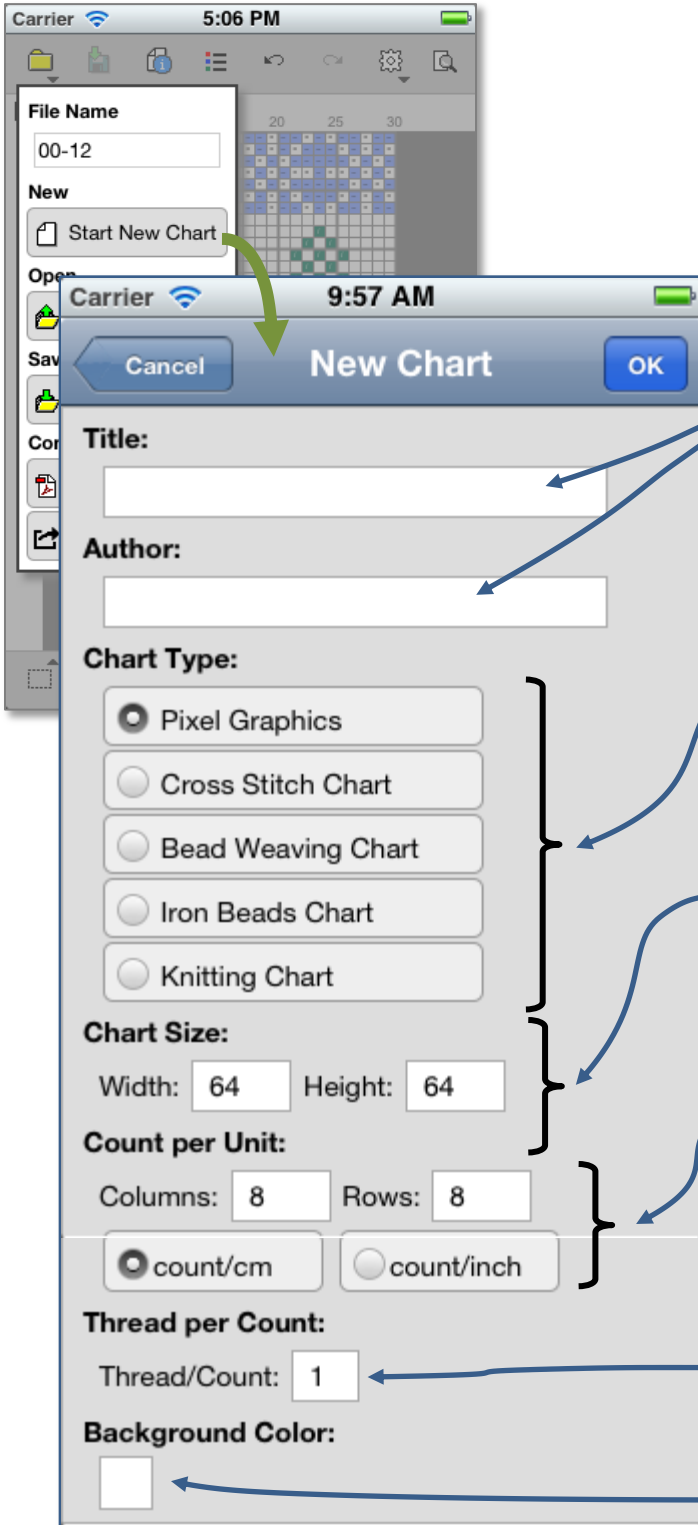 Carrier 5:06 PM
File Name
20 25 30
00-12
New
Start New Chart
Open
Carrier 9:57 AM
Sav
Cancel New Chart OK
Con
Title:
Author:
Chart Type:
Pixel Graphics
Cross Stitch Chart
Bead Weaving Chart
Iron Beads Chart
Knitting Chart
Chart Size:
Width: 64 Height: 64
Count per Unit:
Columns: 8 Rows: 8
count/cm count/inch
Thread per Count:
Thread/Count: 1
Background Color: